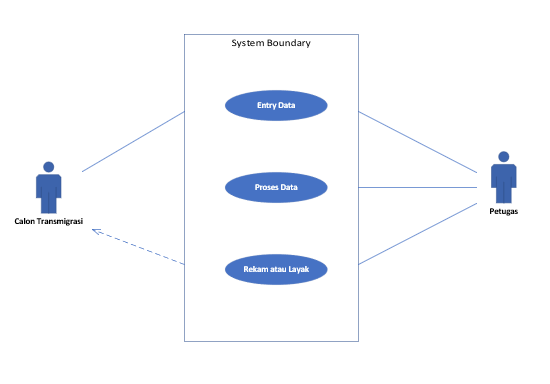 System Boundary
Entry Data
Proses Data
Calon Transmigrasi
Petugas
Rekam atau Layak